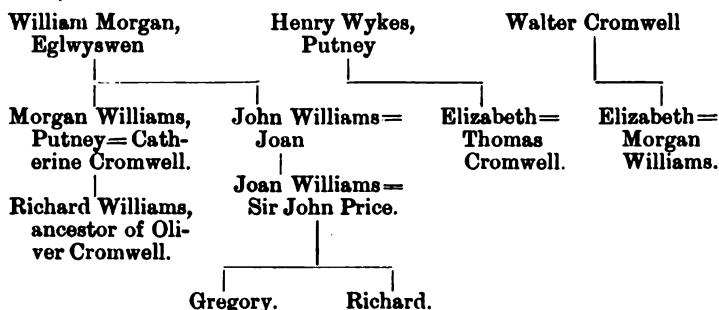 William Morgan,
Eglwyswen
Henry Wykes,
Putney
Walter Cromwell
Morgan Williams,
Putney=Cath-
erine Cromwell.
John Williams=
Joan
Elizabeth=
Thomas
Cromwell.
Elizabeth=
Morgan
Williams.
Richard Williams,
ancestor of Oli-
ver Cromwell.
Joan Williams=
Sir John Price.
Gregory.
Richard.